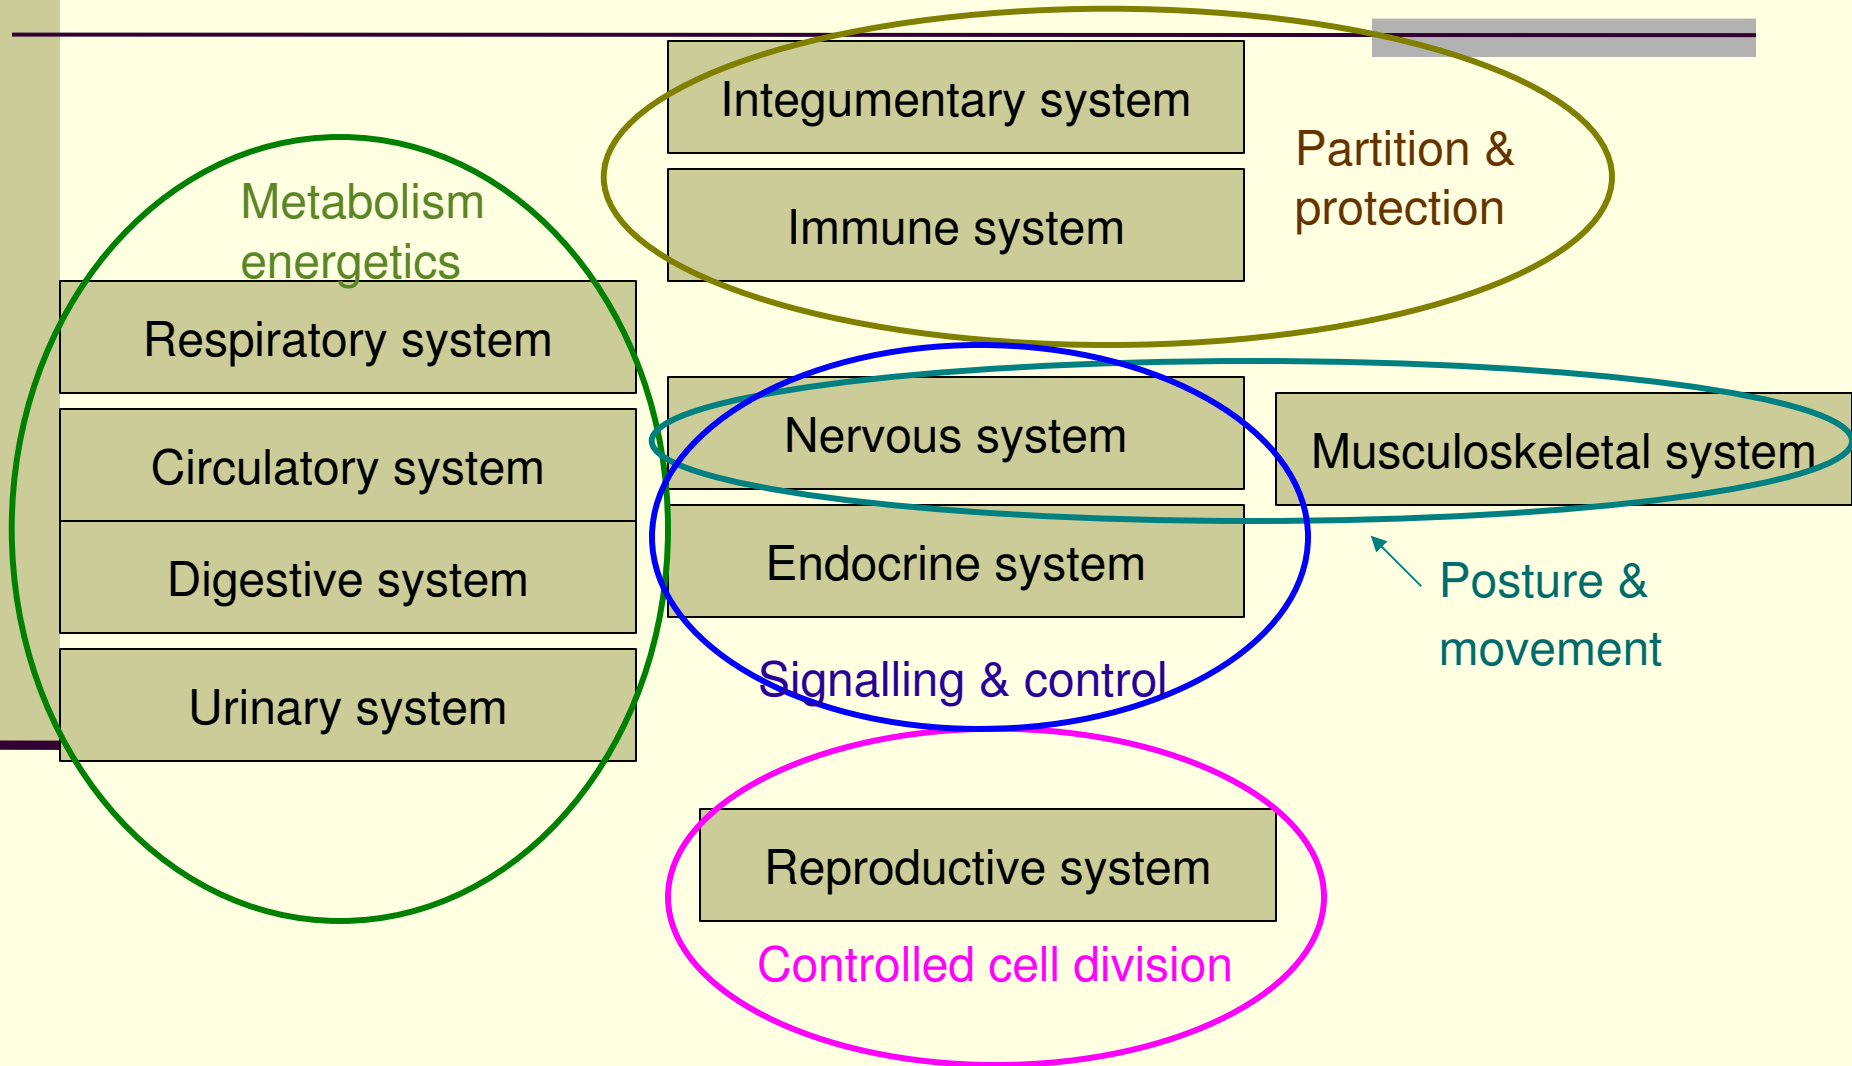 Integumentary system
Partition &
protection
Immune system
Metabolism
energetics
Respiratory system
Circulatory system
Digestive system
Urinary system
Nervous system
Musculoskeletal system
Endocrine system
Posture &
movement
Signalling & control
Reproductive system
Controlled cell division